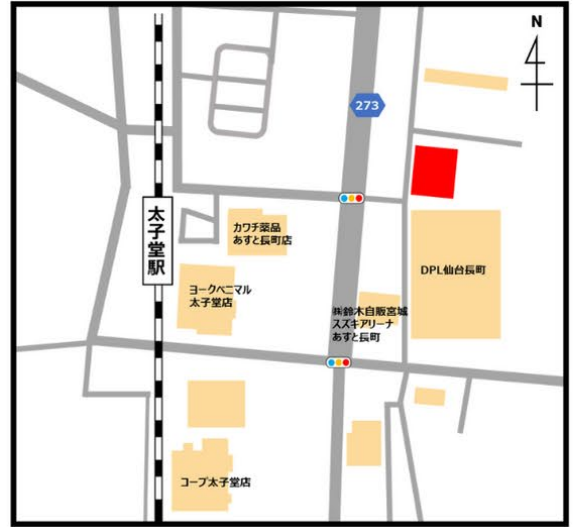 N
273
太子堂駅
カワチ薬品
あすと長町店
ヨークベニマル
太子堂店
DPL仙台長町
㈱鈴木自販宮城
スズキアリーナ
あすと長町
コープ太子堂店